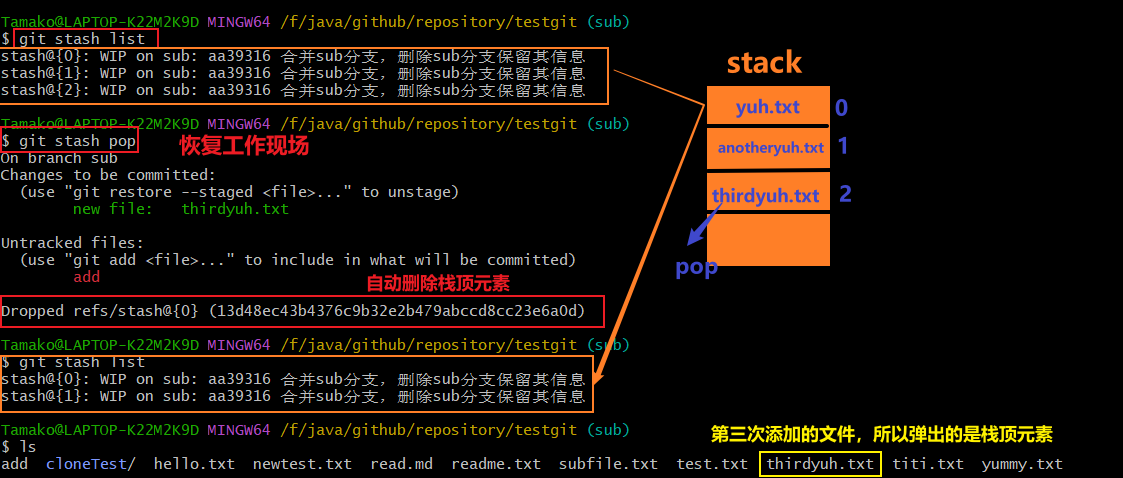 Tamako@LAPTOP-K22M2K9D MINGW64 /f/java/github/repository/testgit (sub)
$ git stash list
stash@{0}: WIP on sub: aa39316 合并sub分支，删除sub分支保留其信息
stash@{1}: WIP on sub: aa39316 合并sub分支，删除sub分支保留其信息
stash@{2}: WIP on sub: aa39316 合并sub分支，删除sub分支保留其信息
stack
yuh.txt 0
anotheryuh.txt 1
thirdyuh.txt 2
pop
Tamako@LAPTOP-K22M2K9D MINGW64 /f/java/github/repository/testgit (sub)
$ git stash pop
恢复工作现场
On branch sub
Changes to be committed:
(use "git restore --staged <file>..." to unstage)
new file: thirdyuh.txt
Untracked files:
(use "git add <file>..." to include in what will be committed)
add
自动删除栈顶元素
Dropped refs/stash@{0} (13d48ec43b4376c9b32e2b479abccd8cc23e6a0d)
Tamako@LAPTOP-K22M2K9D MINGW64 /f/java/github/repository/testgit (sub)
$ git stash list
stash@{0}: WIP on sub: aa39316 合并sub分支，删除sub分支保留其信息
stash@{1}: WIP on sub: aa39316 合并sub分支，删除sub分支保留其信息
Tamako@LAPTOP-K22M2K9D MINGW64 /f/java/github/repository/testgit (sub)
$ ls
第三次添加的文件，所以弹出的是栈顶元素
add cloneTest/ hello.txt newtest.txt read.md readme.txt subfile.txt test.txt thirdyuh.txt titi.txt yummy.txt